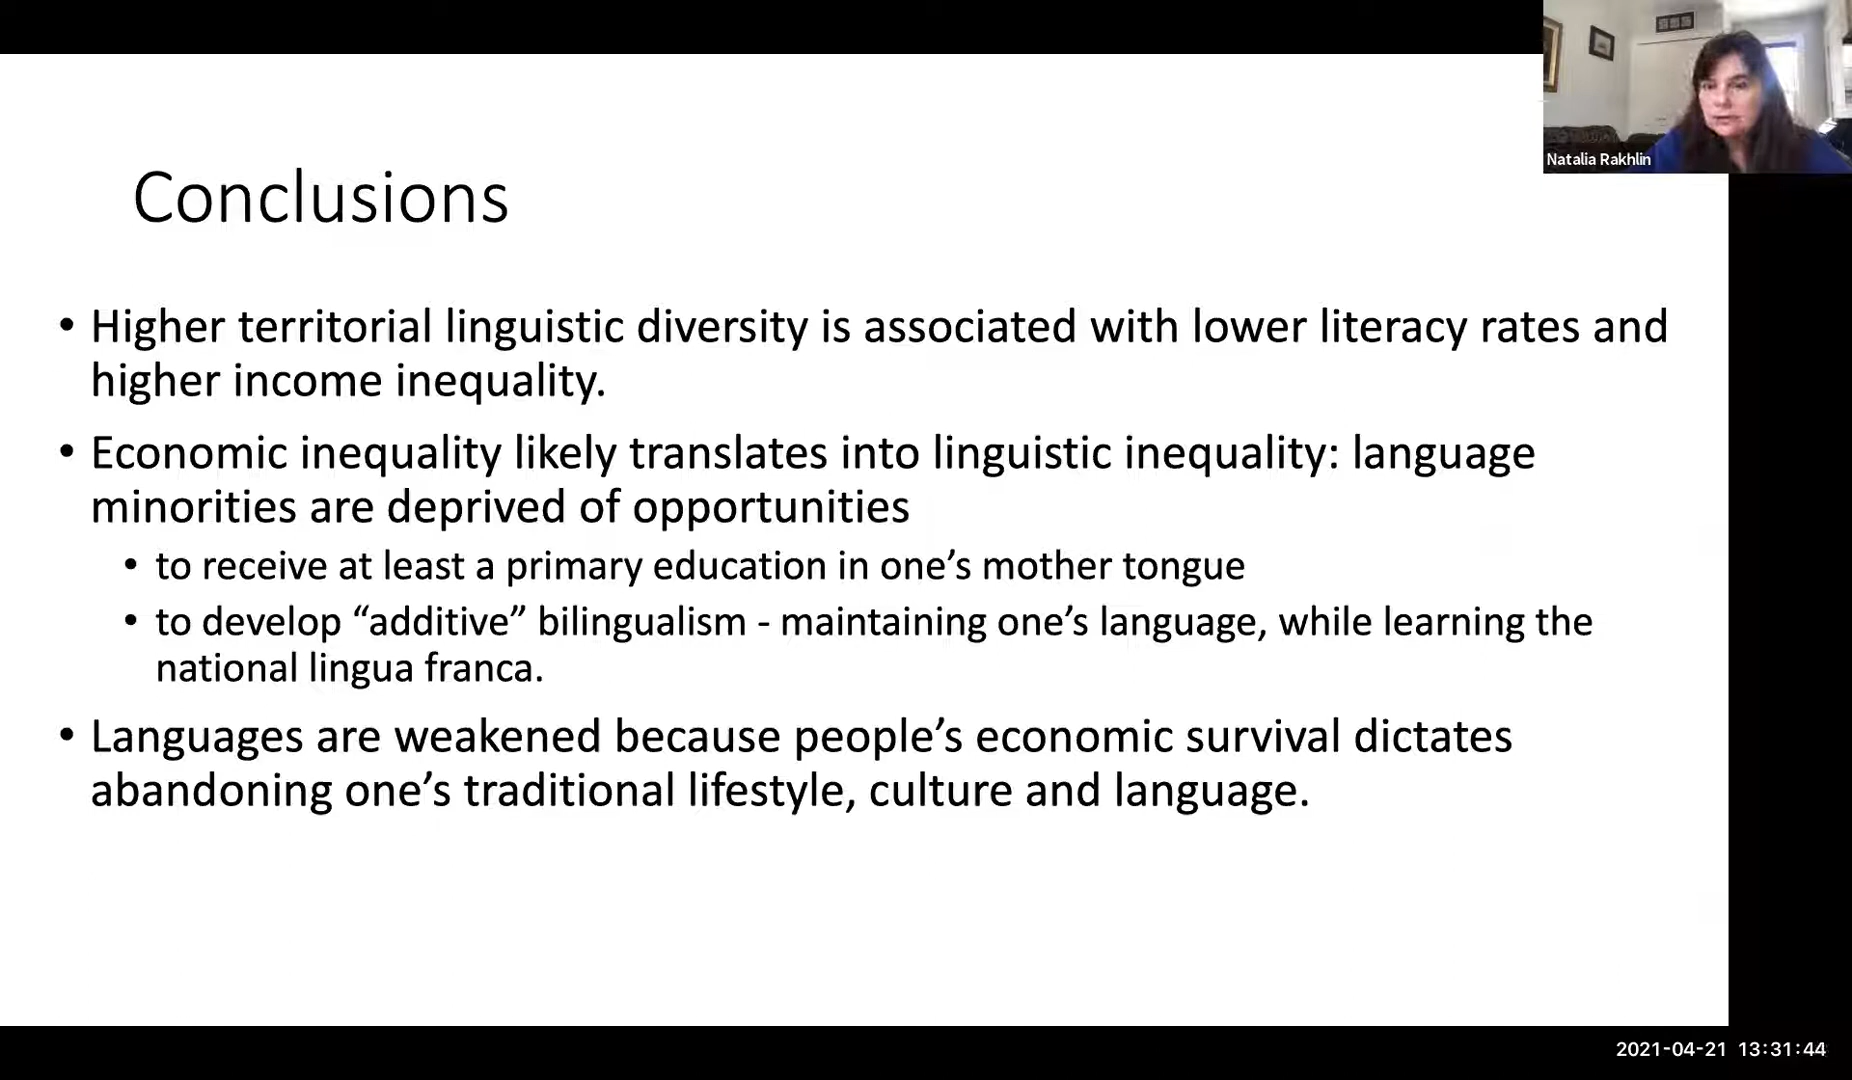 Natalia Rakhlin
Conclusions
• Higher territorial linguistic diversity is associated with lower literacy rates and
higher income inequality.
• Economic inequality likely translates into linguistic inequality: language
minorities are deprived of opportunities
• to receive at least a primary education in one’s mother tongue
• to develop “additive” bilingualism - maintaining one’s language, while learning the
national lingua franca.
• Languages are weakened because people’s economic survival dictates
abandoning one’s traditional lifestyle, culture and language.
2021-04-21 13:31:44